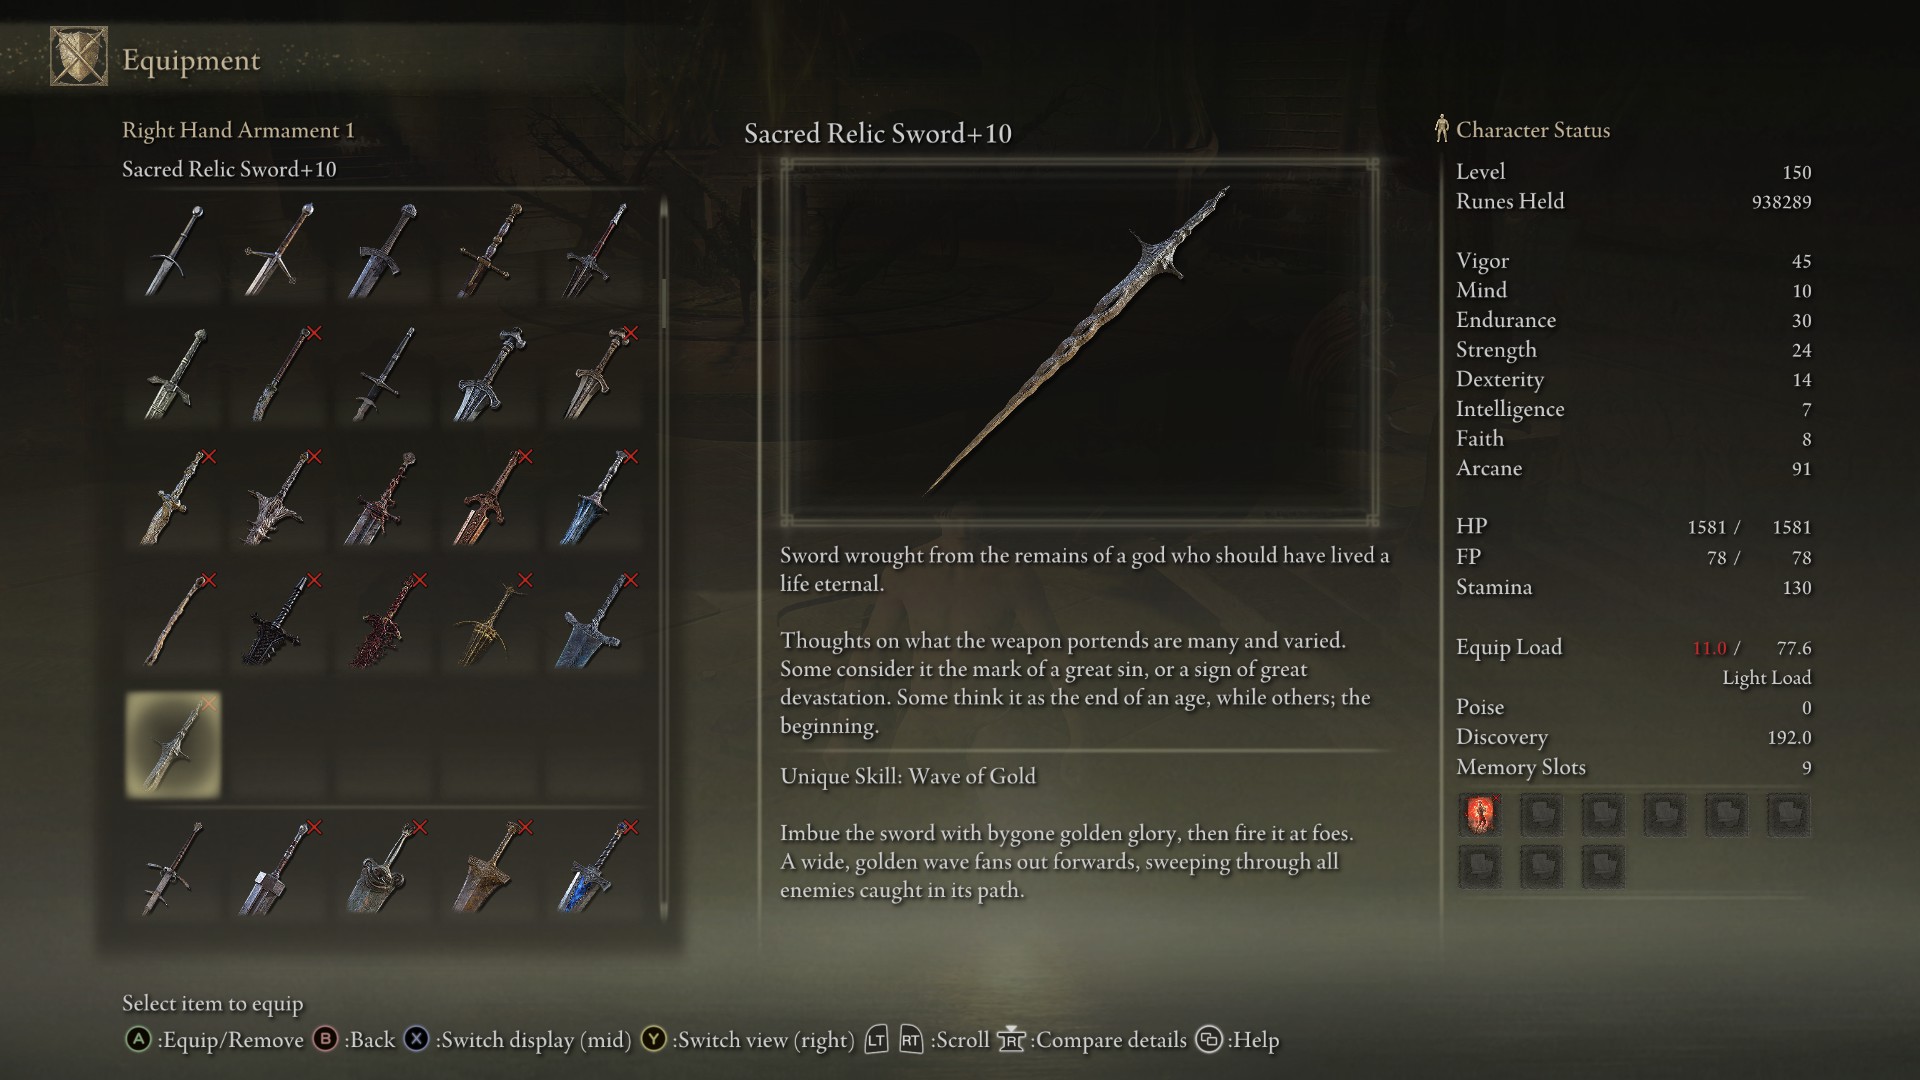 Equipment
Right Hand Armament 1
Sacred Relic Sword+10
Sacred Relic Sword+10
Sword wrought from the remains of a god who should have lived a
life eternal.
Thoughts on what the weapon portends are many and varied.
Some consider it the mark of a great sin, or a sign of great
devastation. Some think it as the end of an age, while others; the
beginning.
Unique Skill: Wave of Gold
Imbue the sword with bygone golden glory, then fire it at foes.
A wide, golden wave fans out forwards, sweeping through all
enemies caught in its path.
Character Status
Level 150
Runes Held 938289
Vigor 45
Mind 10
Endurance 30
Strength 24
Dexterity 14
Intelligence 7
Faith 8
Arcane 91
HP 1581 / 1581
FP 78 / 78
Stamina 130
Equip Load 11.0 / 77.6
Light Load
Poise 0
Discovery 192.0
Memory Slots 9
Select item to equip
A :Equip/Remove B :Back X :Switch display (mid) Y :Switch view (right) LT RT :Scroll R :Compare details :Help